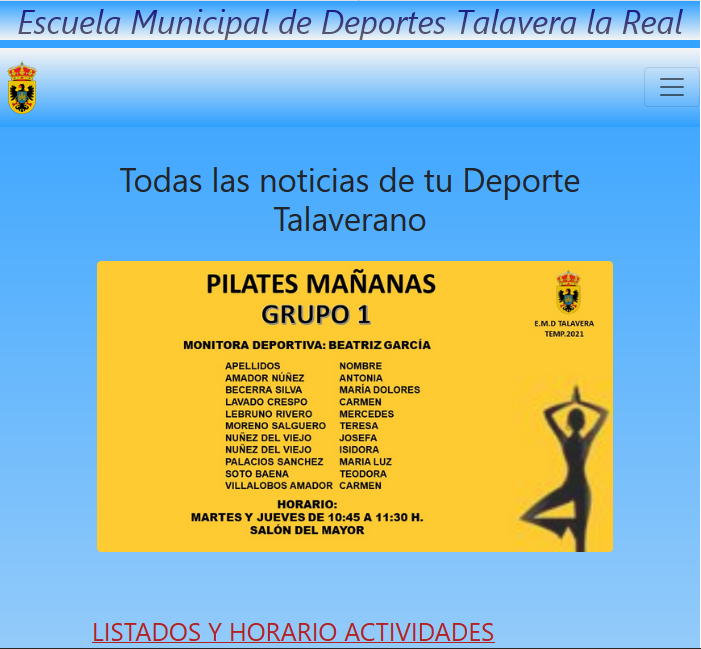 Escuela Municipal de Deportes Talavera la Real
Todas las noticias de tu Deporte
Talaverano
PILATES MAÑANAS
GRUPO 1
E.M.D TALAVERA
TEMP.2021
MONITORA DEPORTIVA: BEATRIZ GARCÍA
APELLIDOS NOMBRE
AMADOR NÚÑEZ ANTONIA
BECERRA SILVA MARÍA DOLORES
LAVADO CRESPO CARMEN
LEBRUNO RIVERO MERCEDES
MORENO SALGUERO TERESA
NUÑEZ DEL VIEJO JOSEFA
NUÑEZ DEL VIEJO ISIDORA
PALACIOS SANCHEZ MARIA LUZ
SOTO BAENA TEODORA
VILLALOBOS AMADOR CARMEN
HORARIO:
MARTES Y JUEVES DE 10:45 A 11:30 H.
SALÓN DEL MAYOR
LISTADOS Y HORARIO ACTIVIDADES